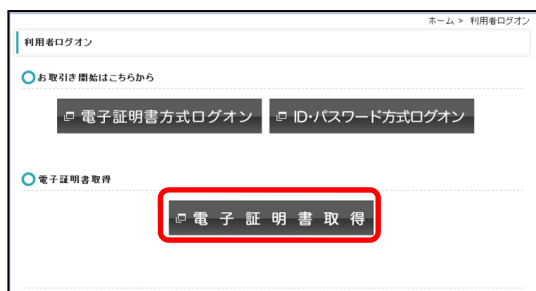 ホーム > 利用者ログオン
利用者ログオン
お取引き開始はこちらから
電子証明書方式ログオン ID・パスワード方式ログオン
電子証明書取得
電子証明書取得